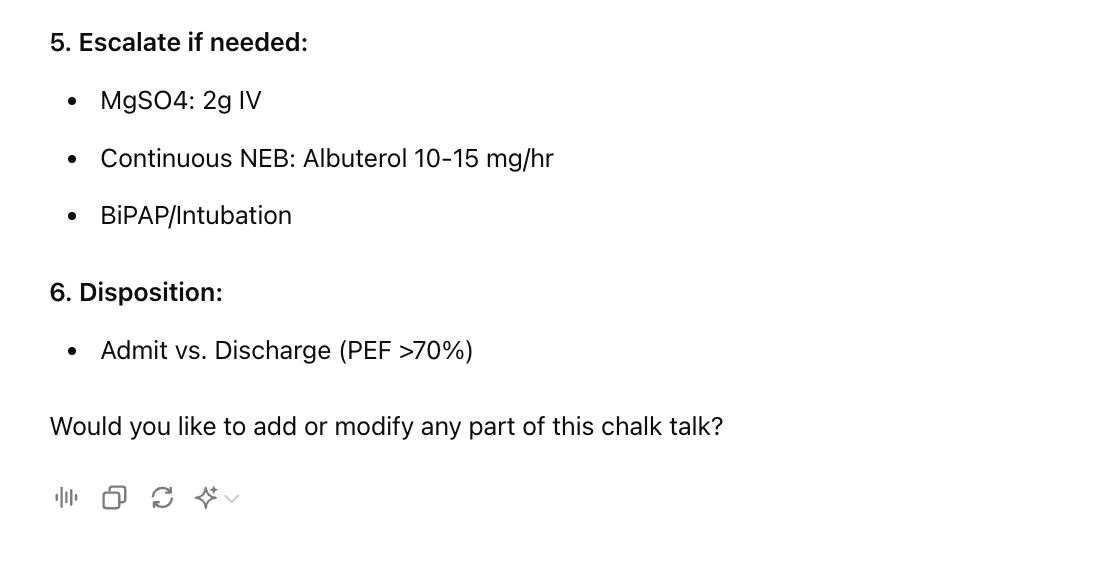 5. Escalate if needed:
• MgSO4: 2g IV
• Continuous NEB: Albuterol 10-15 mg/hr
• BiPAP/Intubation
6. Disposition:
• Admit vs. Discharge (PEF >70%)
Would you like to add or modify any part of this chalk talk?